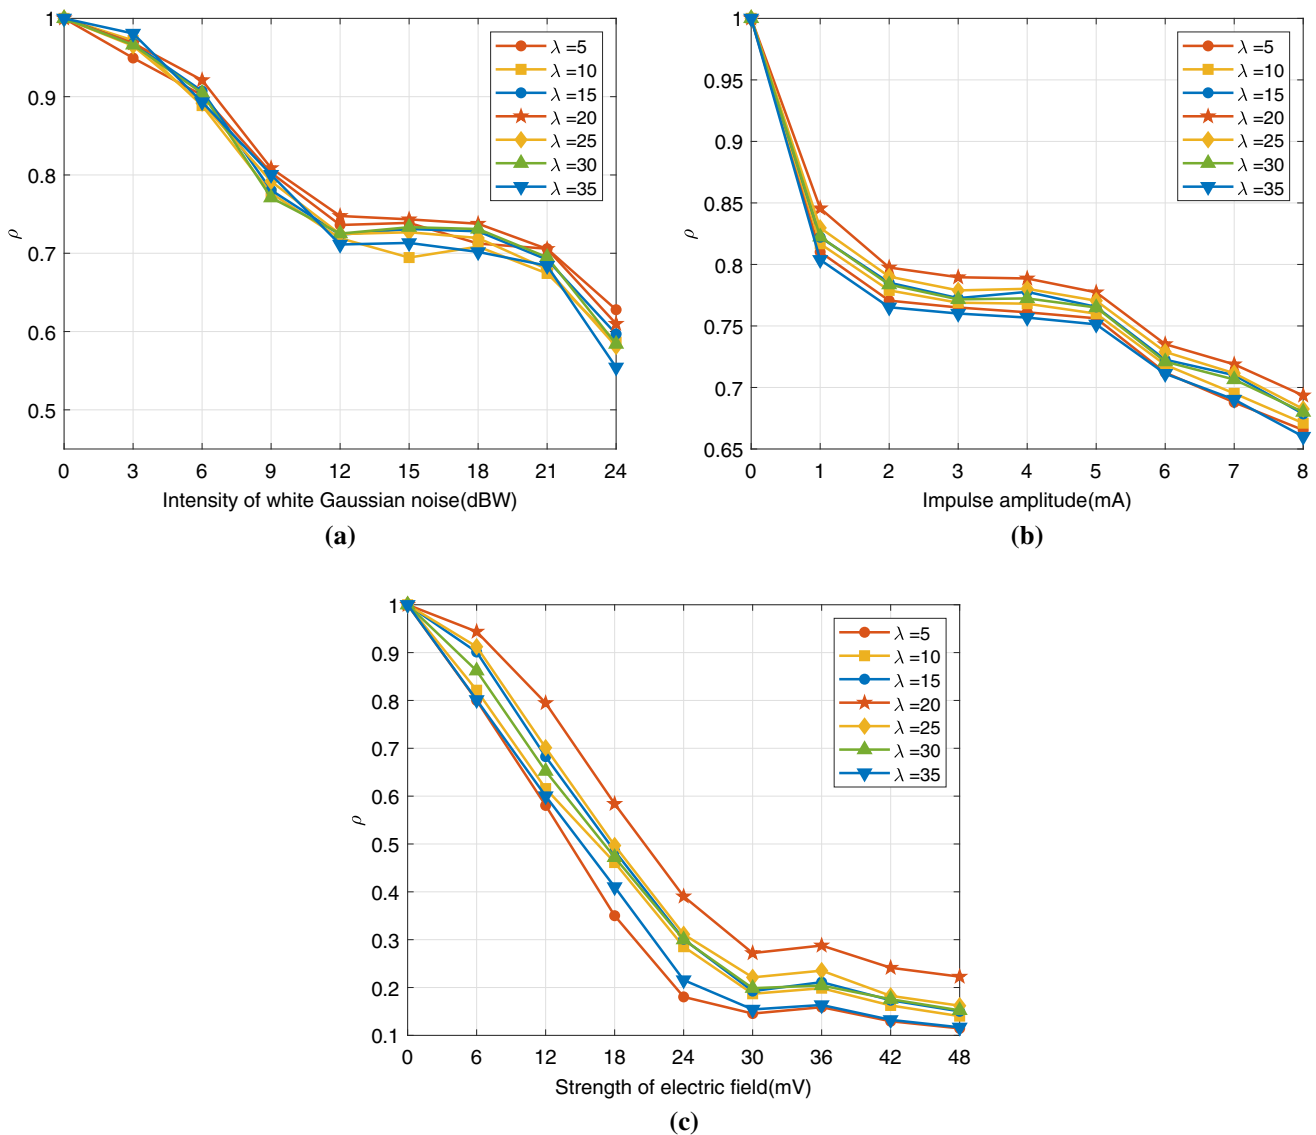 1
0.9
0.8
0.7
0.6
0.5
ρ
0 3 6 9 12 15 18 21 24
Intensity of white Gaussian noise(dBW)
λ =5
λ =10
λ =15
λ =20
λ =25
λ =30
λ =35
(a)
1
0.95
0.9
0.85
0.8
0.75
0.7
0.65
ρ
0 1 2 3 4 5 6 7 8
Impulse amplitude(mA)
λ =5
λ =10
λ =15
λ =20
λ =25
λ =30
λ =35
(b)
1
0.9
0.8
0.7
0.6
0.5
0.4
0.3
0.2
0.1
ρ
0 6 12 18 24 30 36 42 48
Strength of electric field(mV)
λ =5
λ =10
λ =15
λ =20
λ =25
λ =30
λ =35
(c)